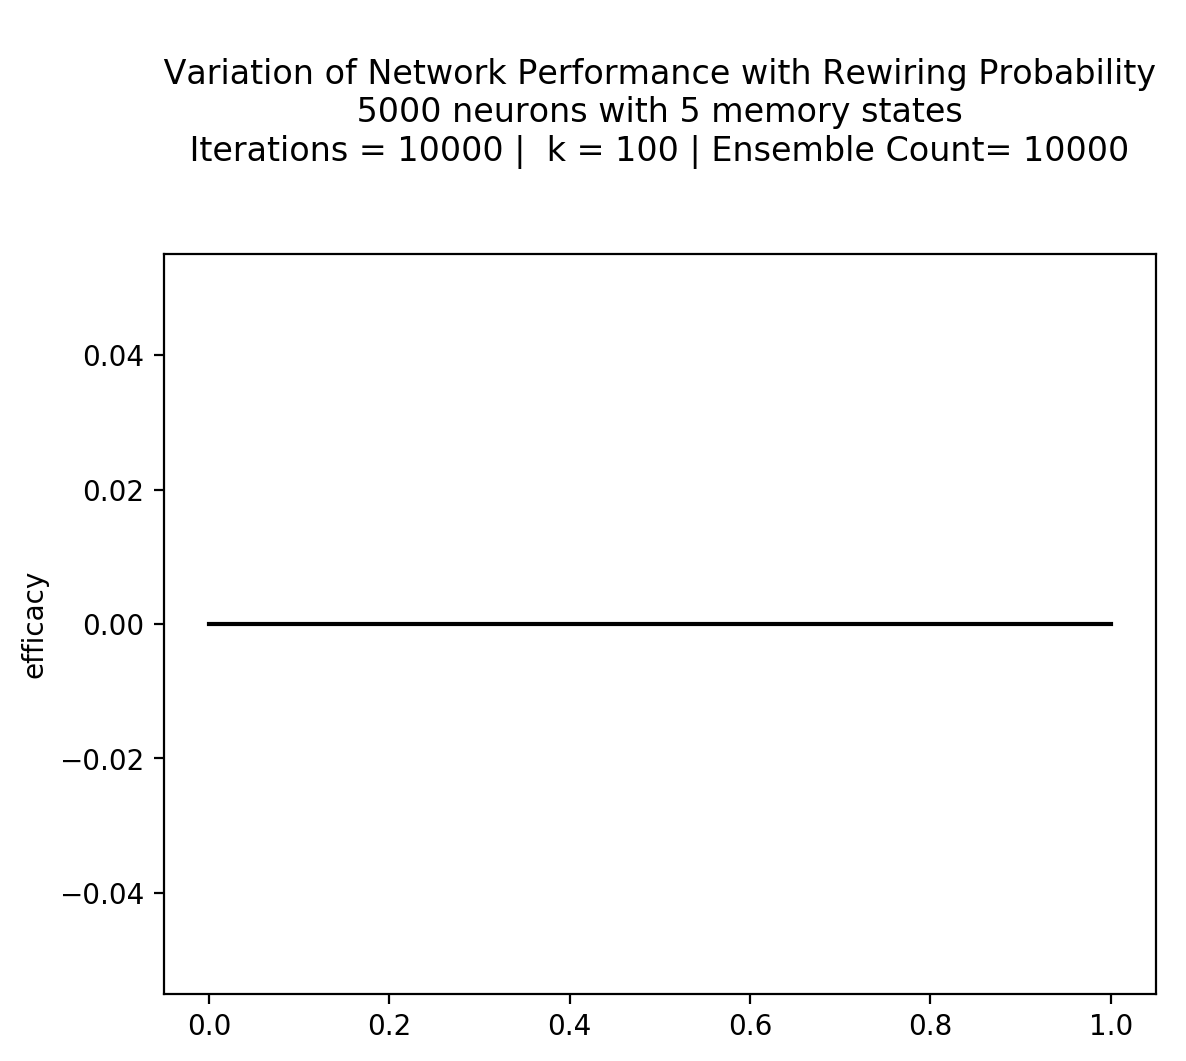 Variation of Network Performance with Rewiring Probability
5000 neurons with 5 memory states
Iterations = 10000 |  k = 100 | Ensemble Count= 10000
0.04
0.02
0.00
−0.02
−0.04
efficacy
0.0 0.2 0.4 0.6 0.8 1.0